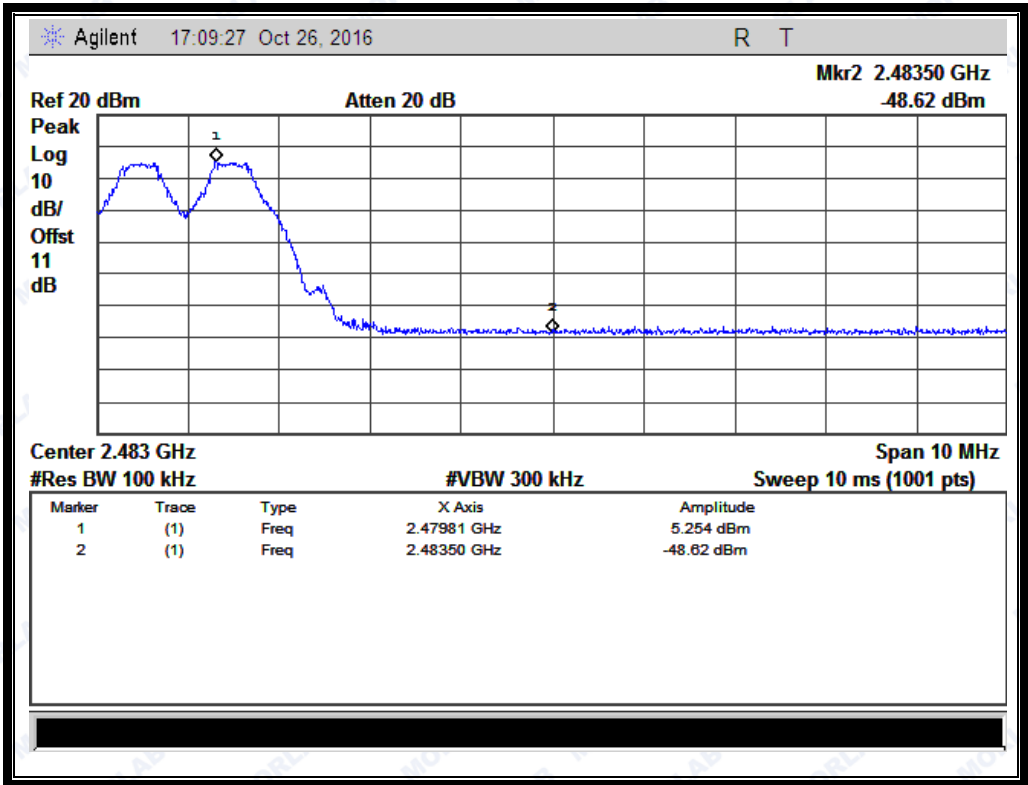 Agilent 17:09:27 Oct 26, 2016 R T
Mkr2 2.48350 GHz
Ref 20 dBm Atten 20 dB -48.62 dBm
Peak
Log
10
dB/
Offst
11
dB
1
2
Center 2.483 GHz Span 10 MHz
#Res BW 100 kHz #VBW 300 kHz Sweep 10 ms (1001 pts)
Marker Trace Type X Axis Amplitude
1 (1) Freq 2.47981 GHz 5.254 dBm
2 (1) Freq 2.48350 GHz -48.62 dBm